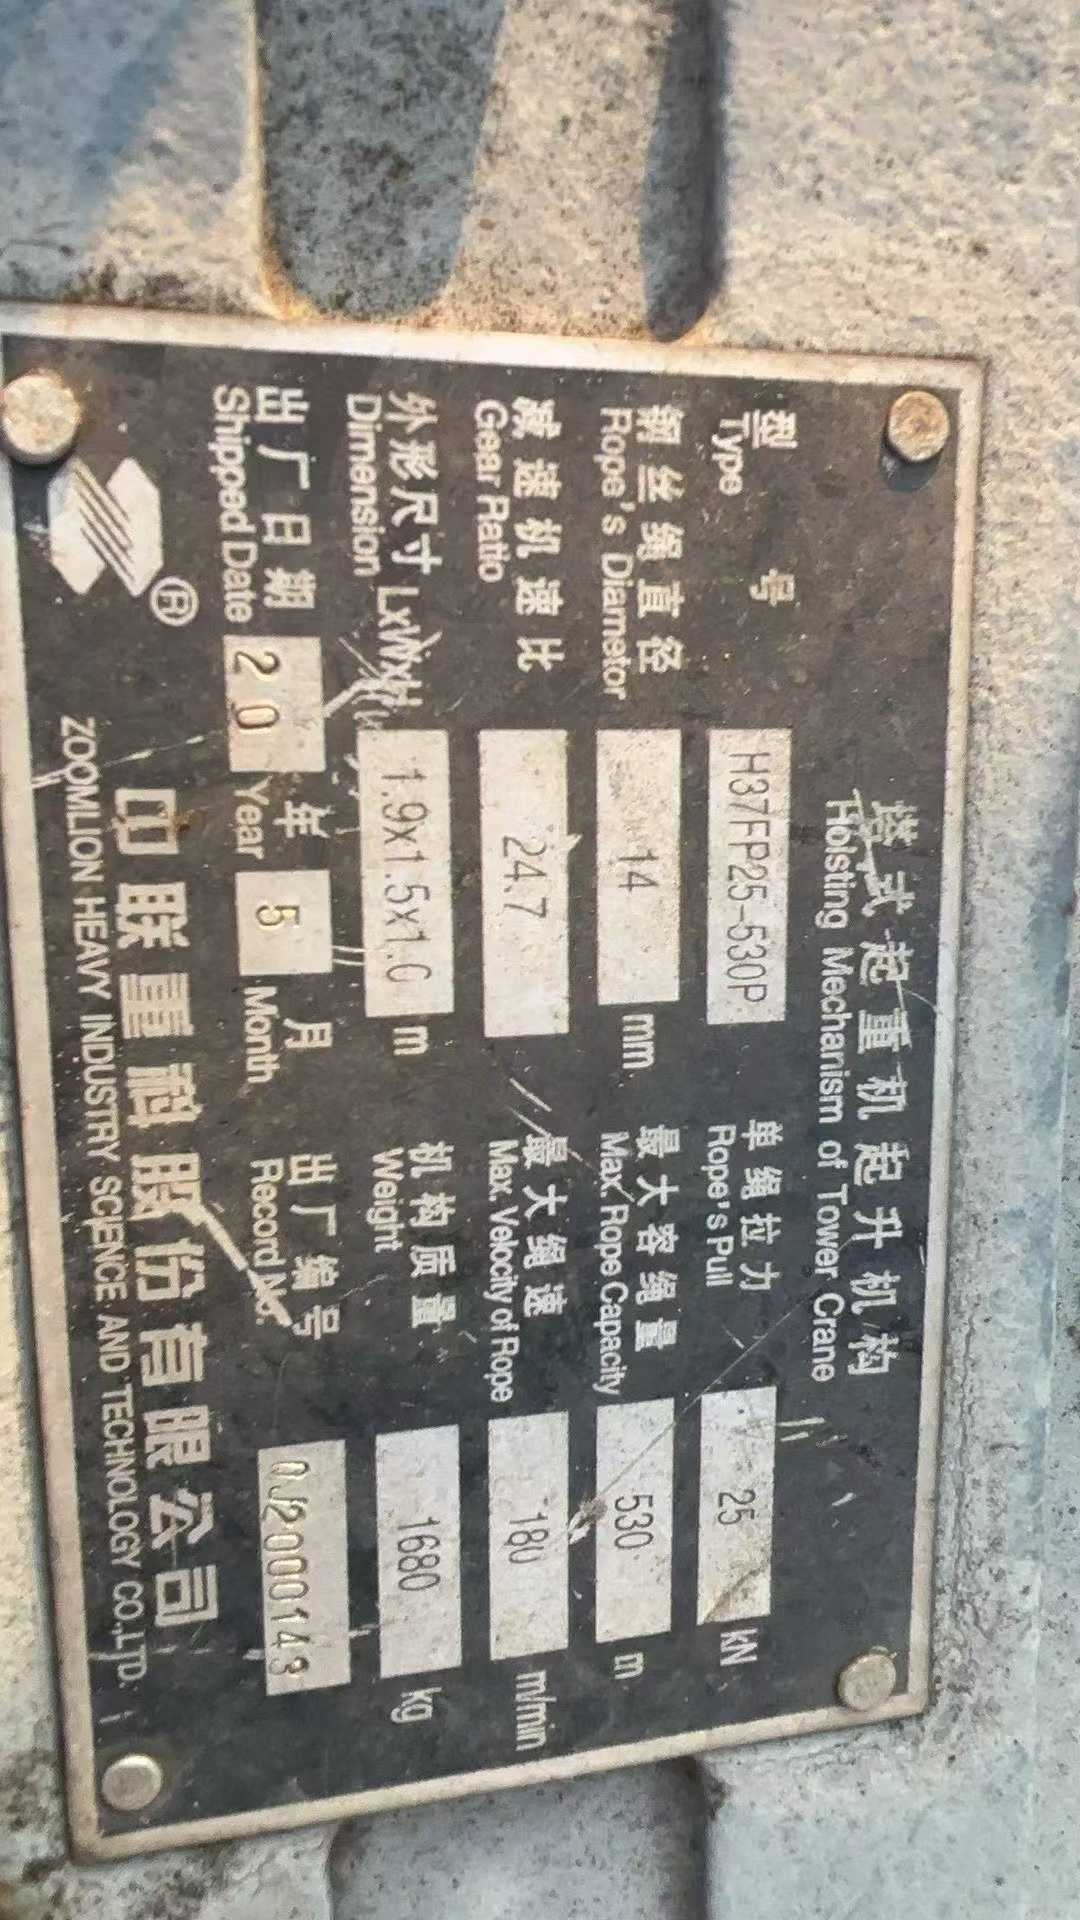 塔式起重机起升机构
Hoisting Mechanism of Tower Crane
型号 H37FP25-530P 单绳拉力 25 kN
Type Rope's Pull
钢丝绳直径 14 mm 最大容绳量 530 m
Rope's Diametor Max. Rope Capacity
减速机速比 24.7 最大绳速 180 m/min
Gear Ratio Max. Velocity of Rope
外形尺寸 LxWxH 1.9x1.5x1.0 m 机构质量 1680 kg
Dimension Weight
出厂日期 20 年 5 月 出厂编号 0J2000143
Shipped Date Year Month Record No.
® 中联重科股份有限公司
ZOOMLION HEAVY INDUSTRY SCIENCE AND TECHNOLOGY CO.,LTD.